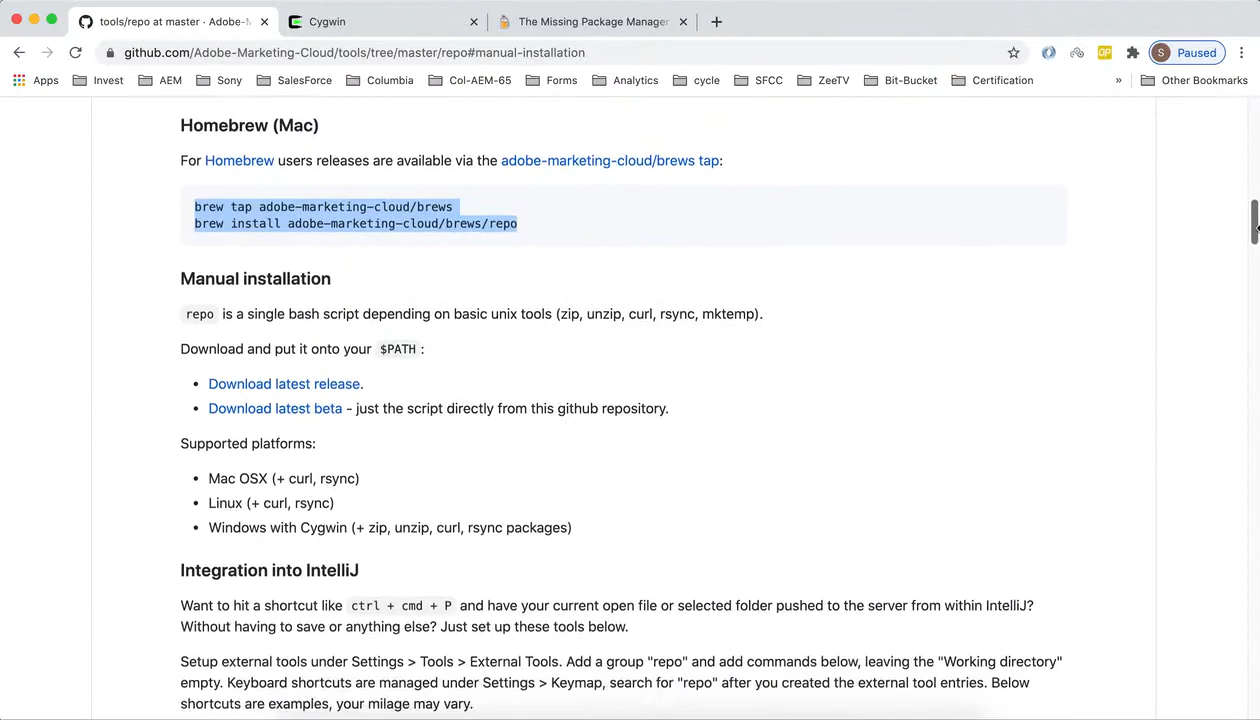 tools/repo at master · Adobe-M
Cygwin
The Missing Package Manager
github.com/Adobe-Marketing-Cloud/tools/tree/master/repo#manual-installation
QP
S Paused
Apps Invest AEM Sony SalesForce Columbia Col-AEM-65 Forms Analytics cycle SFCC ZeeTV Bit-Bucket Certification » Other Bookmarks
Homebrew (Mac)
For Homebrew users releases are available via the adobe-marketing-cloud/brews tap:
brew tap adobe-marketing-cloud/brews
brew install adobe-marketing-cloud/brews/repo
Manual installation
repo is a single bash script depending on basic unix tools (zip, unzip, curl, rsync, mktemp).
Download and put it onto your $PATH :
• Download latest release.
• Download latest beta - just the script directly from this github repository.
Supported platforms:
• Mac OSX (+ curl, rsync)
• Linux (+ curl, rsync)
• Windows with Cygwin (+ zip, unzip, curl, rsync packages)
Integration into IntelliJ
Want to hit a shortcut like ctrl + cmd + P and have your current open file or selected folder pushed to the server from within IntelliJ?
Without having to save or anything else? Just set up these tools below.
Setup external tools under Settings > Tools > External Tools. Add a group "repo" and add commands below, leaving the "Working directory"
empty. Keyboard shortcuts are managed under Settings > Keymap, search for "repo" after you created the external tool entries. Below
shortcuts are examples, your milage may vary.